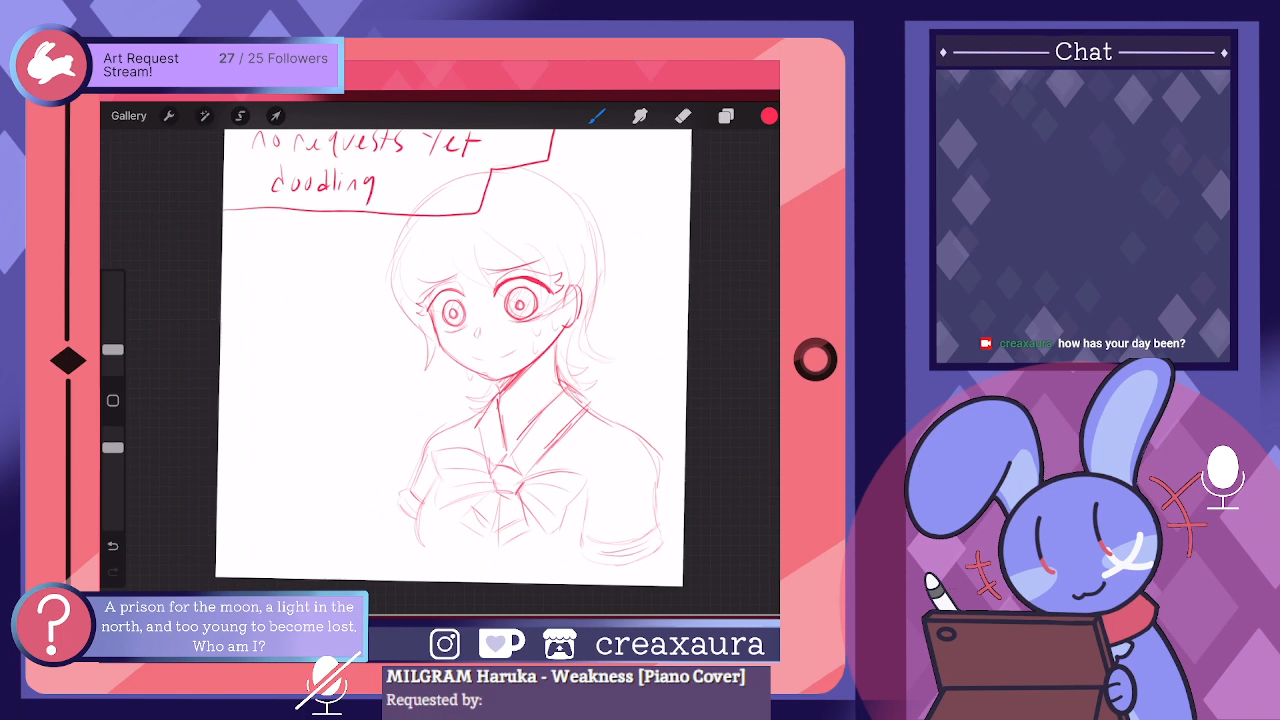 Art Request
Stream!
27 / 25 Followers
Gallery
no requests yet
doodling
Chat
creaxaura how has your day been?
A prison for the moon, a light in the
north, and too young to become lost.
Who am I?
creaxaura
MILGRAM Haruka - Weakness [Piano Cover]
Requested by: